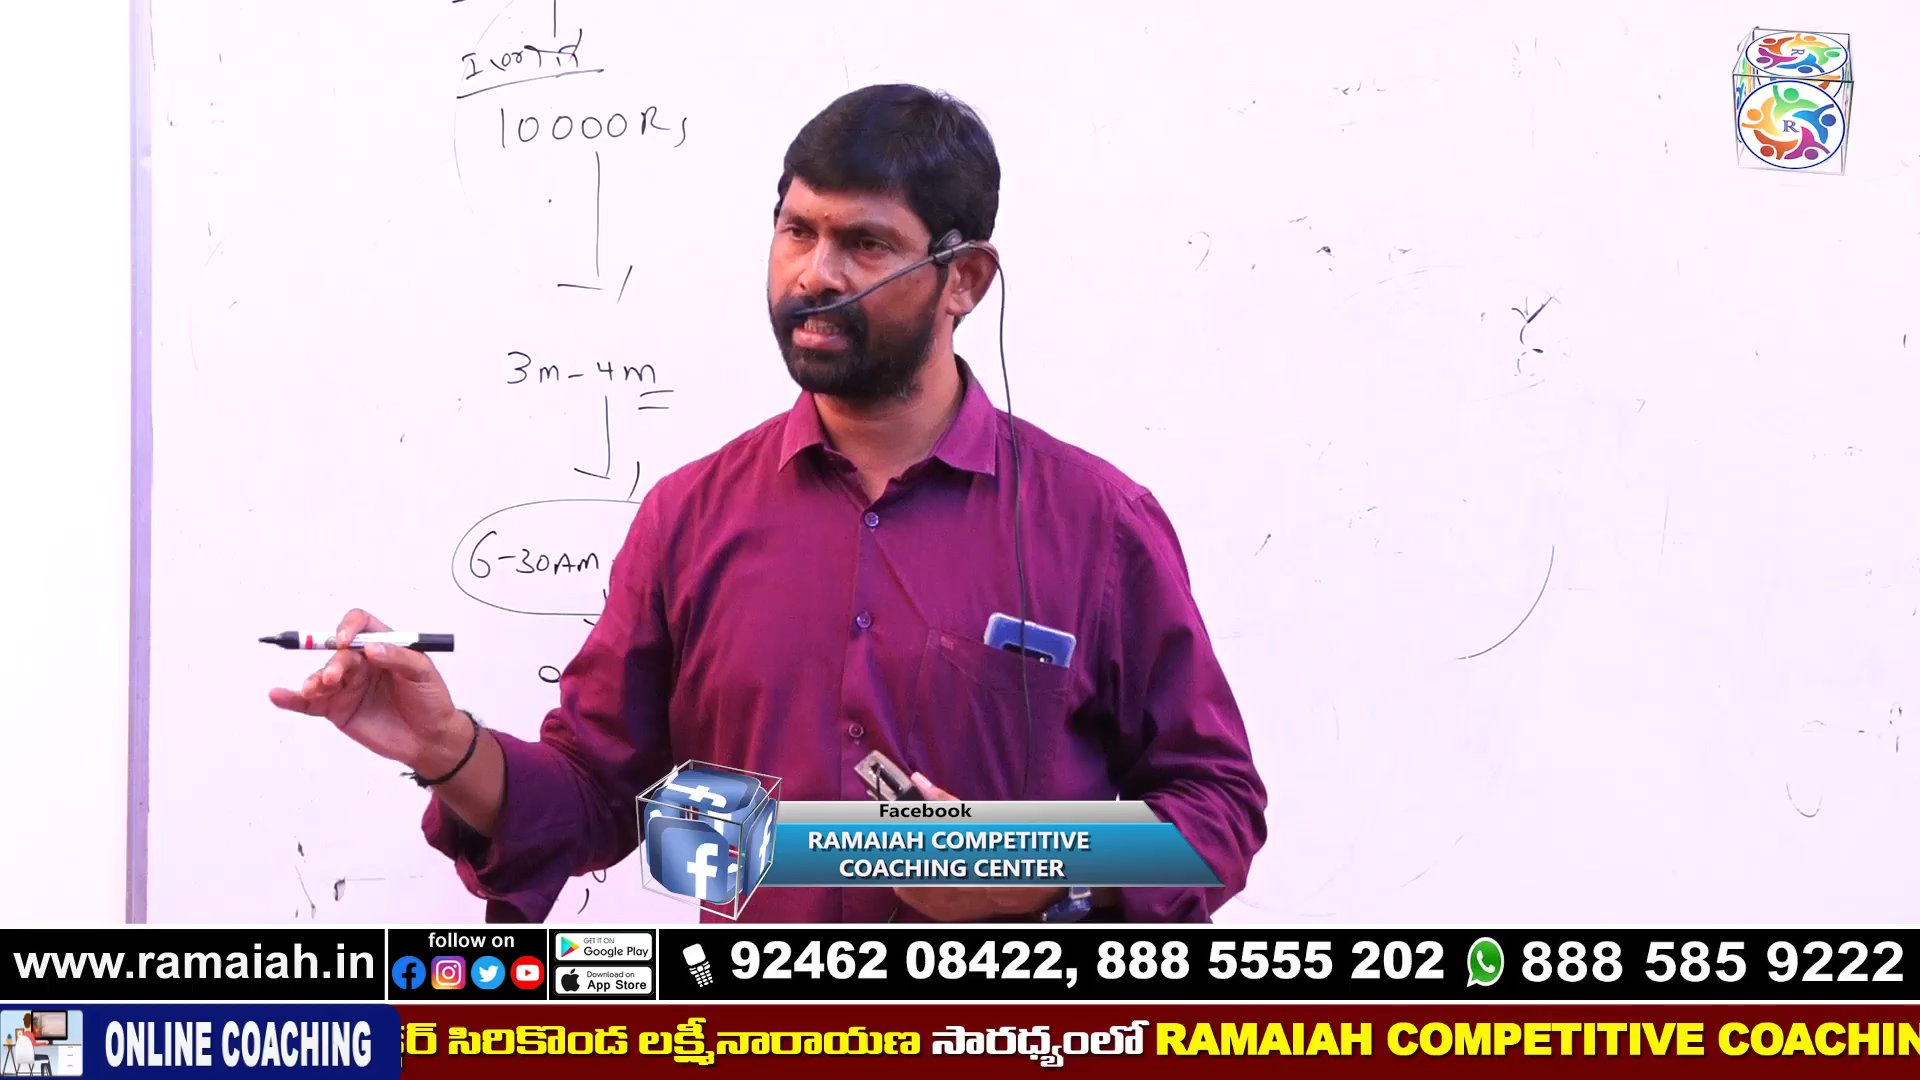 10000Rs
3m-4m
6-30AM
R
Facebook
RAMAIAH COMPETITIVE
COACHING CENTER
www.ramaiah.in
follow on
GET IT ON
Google Play
Download on
App Store
92462 08422, 888 5555 202
888 585 9222
ONLINE COACHING
ర్ సిరికొండ లక్ష్మీనారాయణ సారధ్యంలో RAMAIAH COMPETITIVE COACHIN